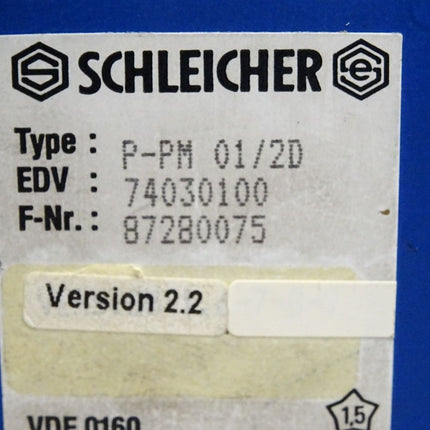 SCHLEICHER
Type : P-PM 01/2D
EDV : 74030100
F-Nr. : 87280075
Version 2.2
VDE 0160
1,5